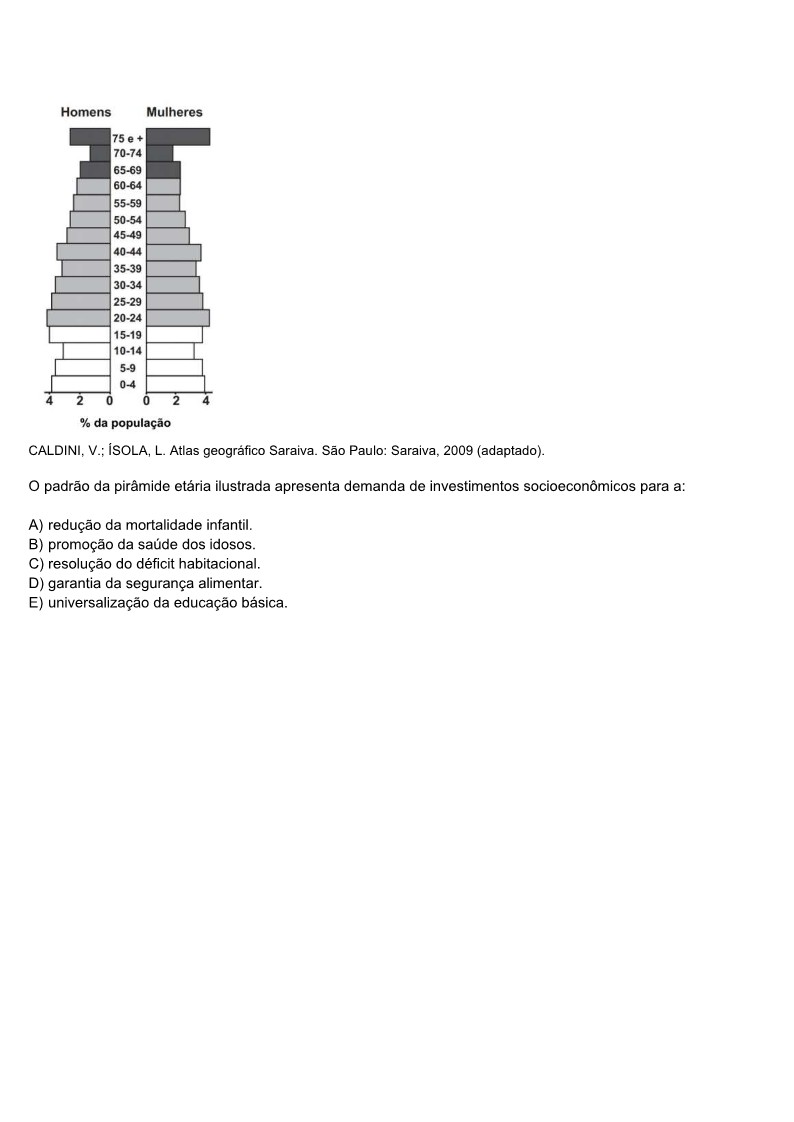 Homens Mulheres
75 e +
70-74
65-69
60-64
55-59
50-54
45-49
40-44
35-39
30-34
25-29
20-24
15-19
10-14
5-9
0-4
4 2 0 0 2 4
% da população
CALDINI, V.; ÍSOLA, L. Atlas geográfico Saraiva. São Paulo: Saraiva, 2009 (adaptado).
O padrão da pirâmide etária ilustrada apresenta demanda de investimentos socioeconômicos para a:
A) redução da mortalidade infantil.
B) promoção da saúde dos idosos.
C) resolução do déficit habitacional.
D) garantia da segurança alimentar.
E) universalização da educação básica.